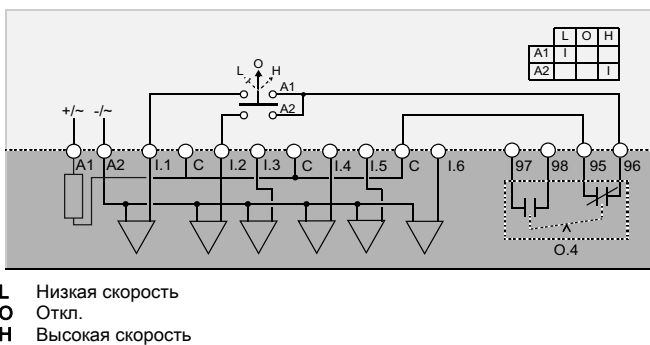 L O H
A1 I
A2 I
L O H
A1
A2
+/~ -/~
A1 A2 I.1 C I.2 I.3 C I.4 I.5 C I.6 97 98 95 96
O.4
L Низкая скорость
O Откл.
H Высокая скорость